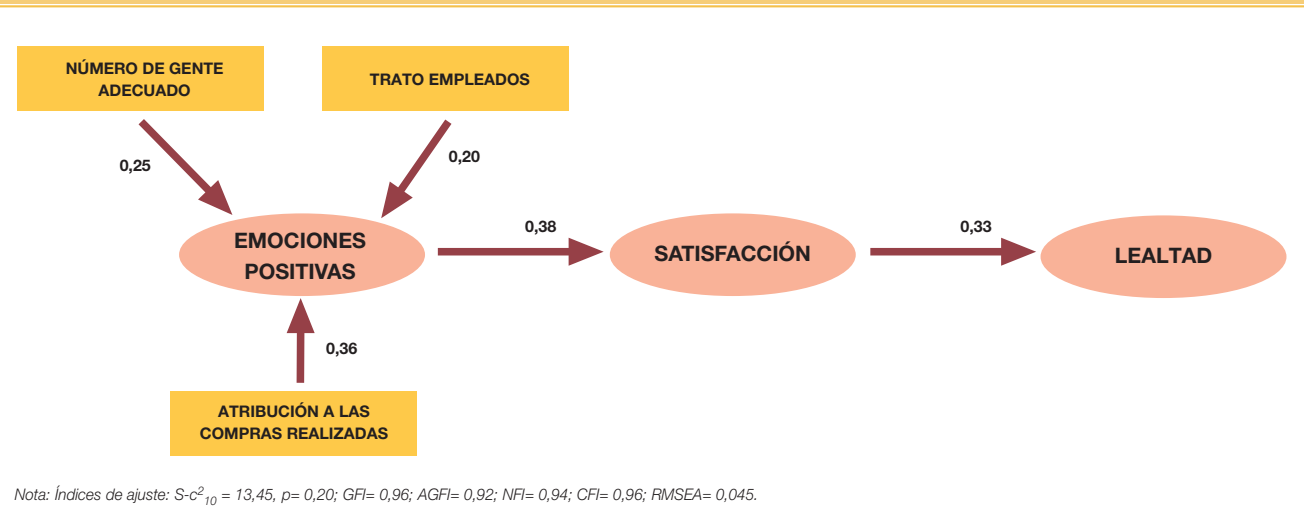 NÚMERO DE GENTE
ADECUADO
TRATO EMPLEADOS
0,25
0,20
EMOCIONES
POSITIVAS
0,38
SATISFACCIÓN
0,33
LEALTAD
0,36
ATRIBUCIÓN A LAS
COMPRAS REALIZADAS
Nota: Índices de ajuste: S-c²₁₀ = 13,45, p= 0,20; GFI= 0,96; AGFI= 0,92; NFI= 0,94; CFI= 0,96; RMSEA= 0,045.